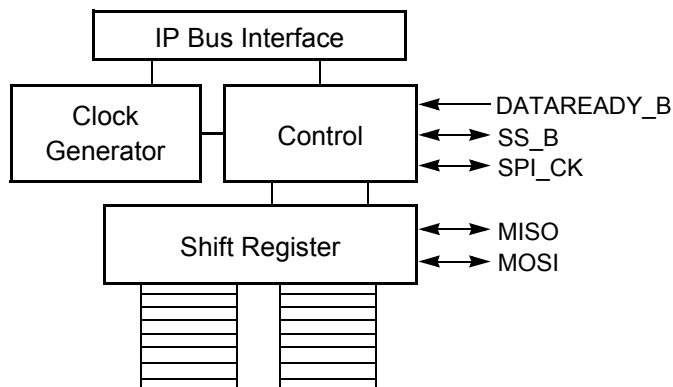 IP Bus Interface
Clock
Generator
Control
DATAREADY_B
SS_B
SPI_CK
Shift Register
MISO
MOSI